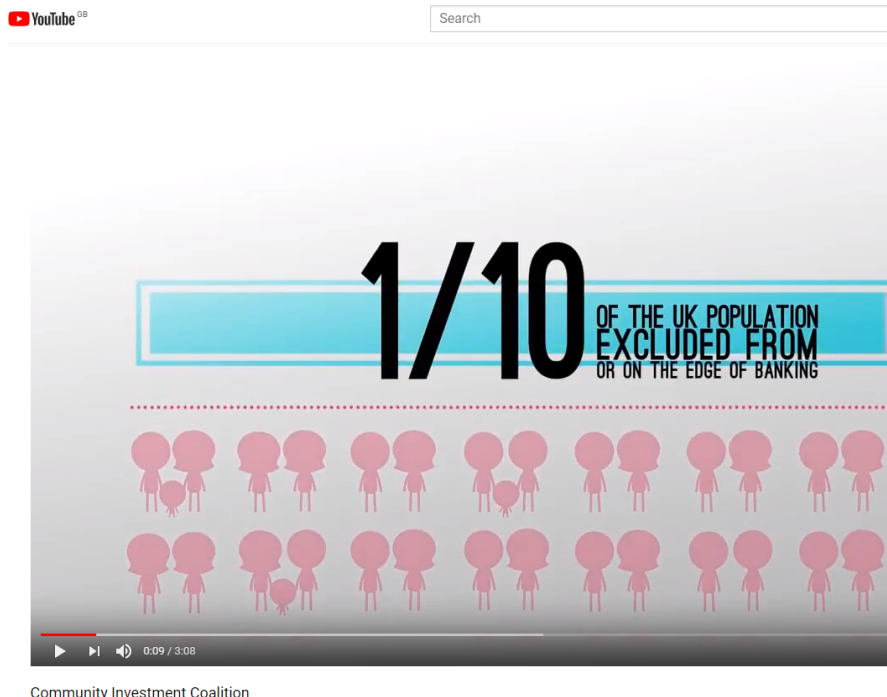 YouTube GB
Search
1/10
OF THE UK POPULATION
EXCLUDED FROM
OR ON THE EDGE OF BANKING
0:09 / 3:08
Community Investment Coalition